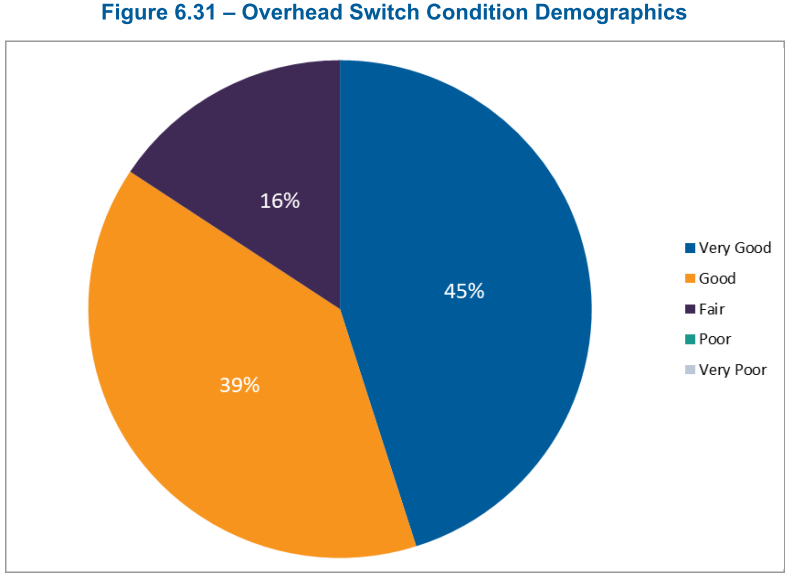 Figure 6.31 – Overhead Switch Condition Demographics
16%
45%
39%
Very Good
Good
Fair
Poor
Very Poor